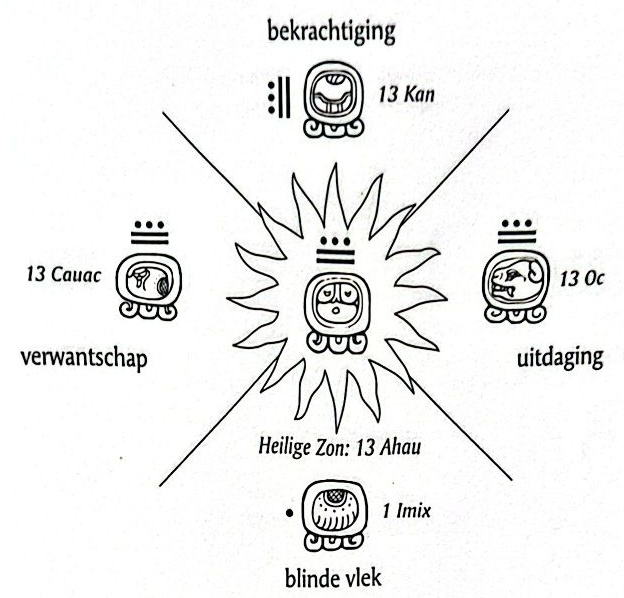 bekrachtiging
13 Kan
13 Cauac
13 Oc
verwantschap
uitdaging
Heilige Zon: 13 Ahau
1 Imix
blinde vlek